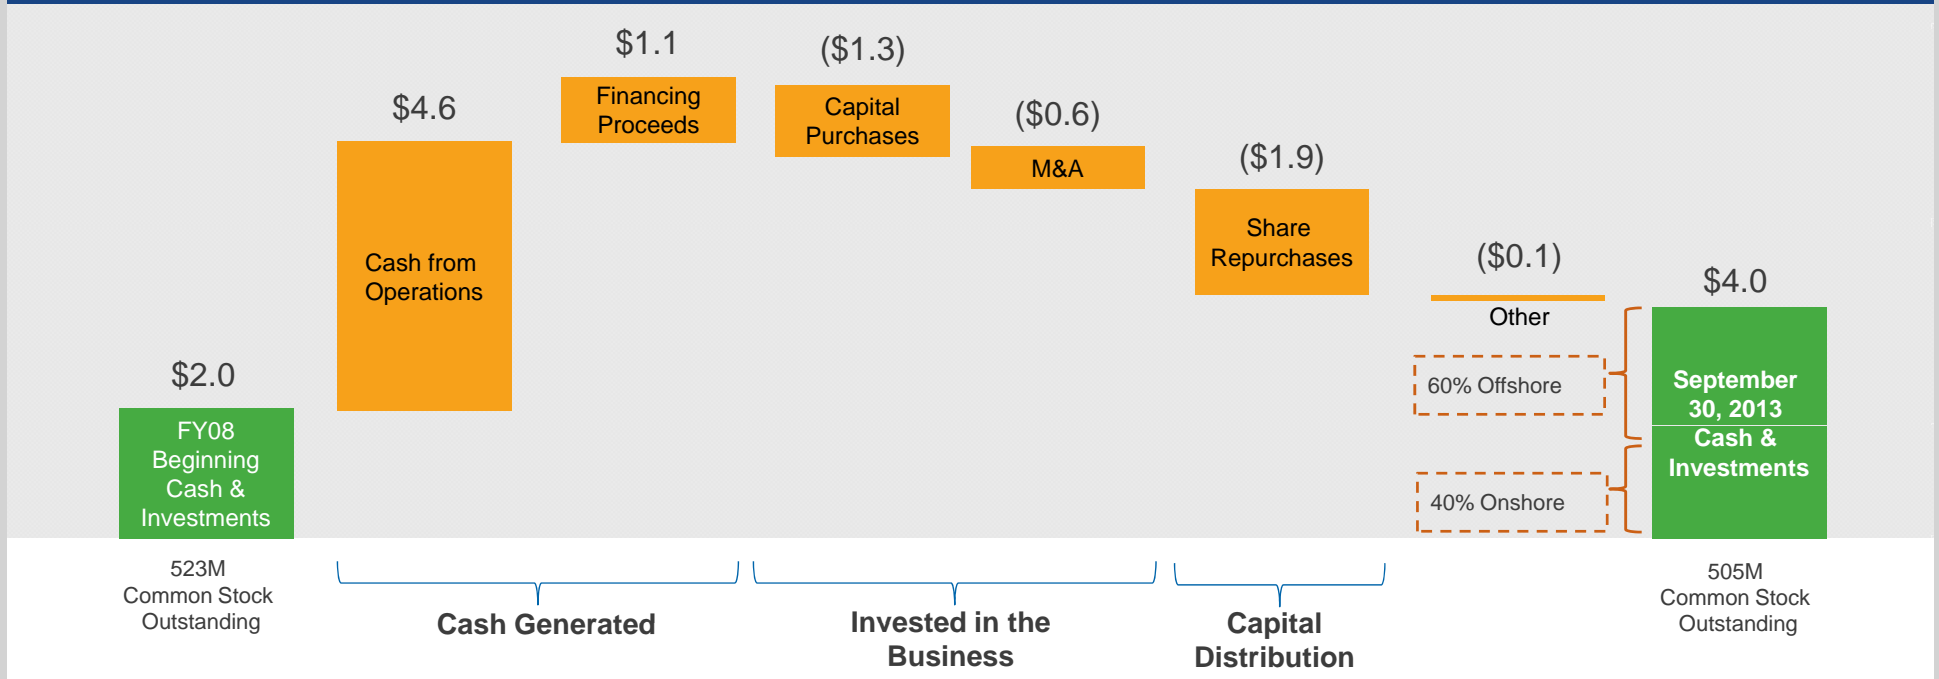 $2.0
FY08
Beginning
Cash &
Investments
523M
Common Stock
Outstanding
$4.6
Cash from
Operations
$1.1
Financing
Proceeds
Cash Generated
($1.3)
Capital
Purchases
($0.6)
M&A
Invested in the
Business
($1.9)
Share
Repurchases
Capital
Distribution
($0.1)
Other
60% Offshore
40% Onshore
$4.0
September
30, 2013
Cash &
Investments
505M
Common Stock
Outstanding